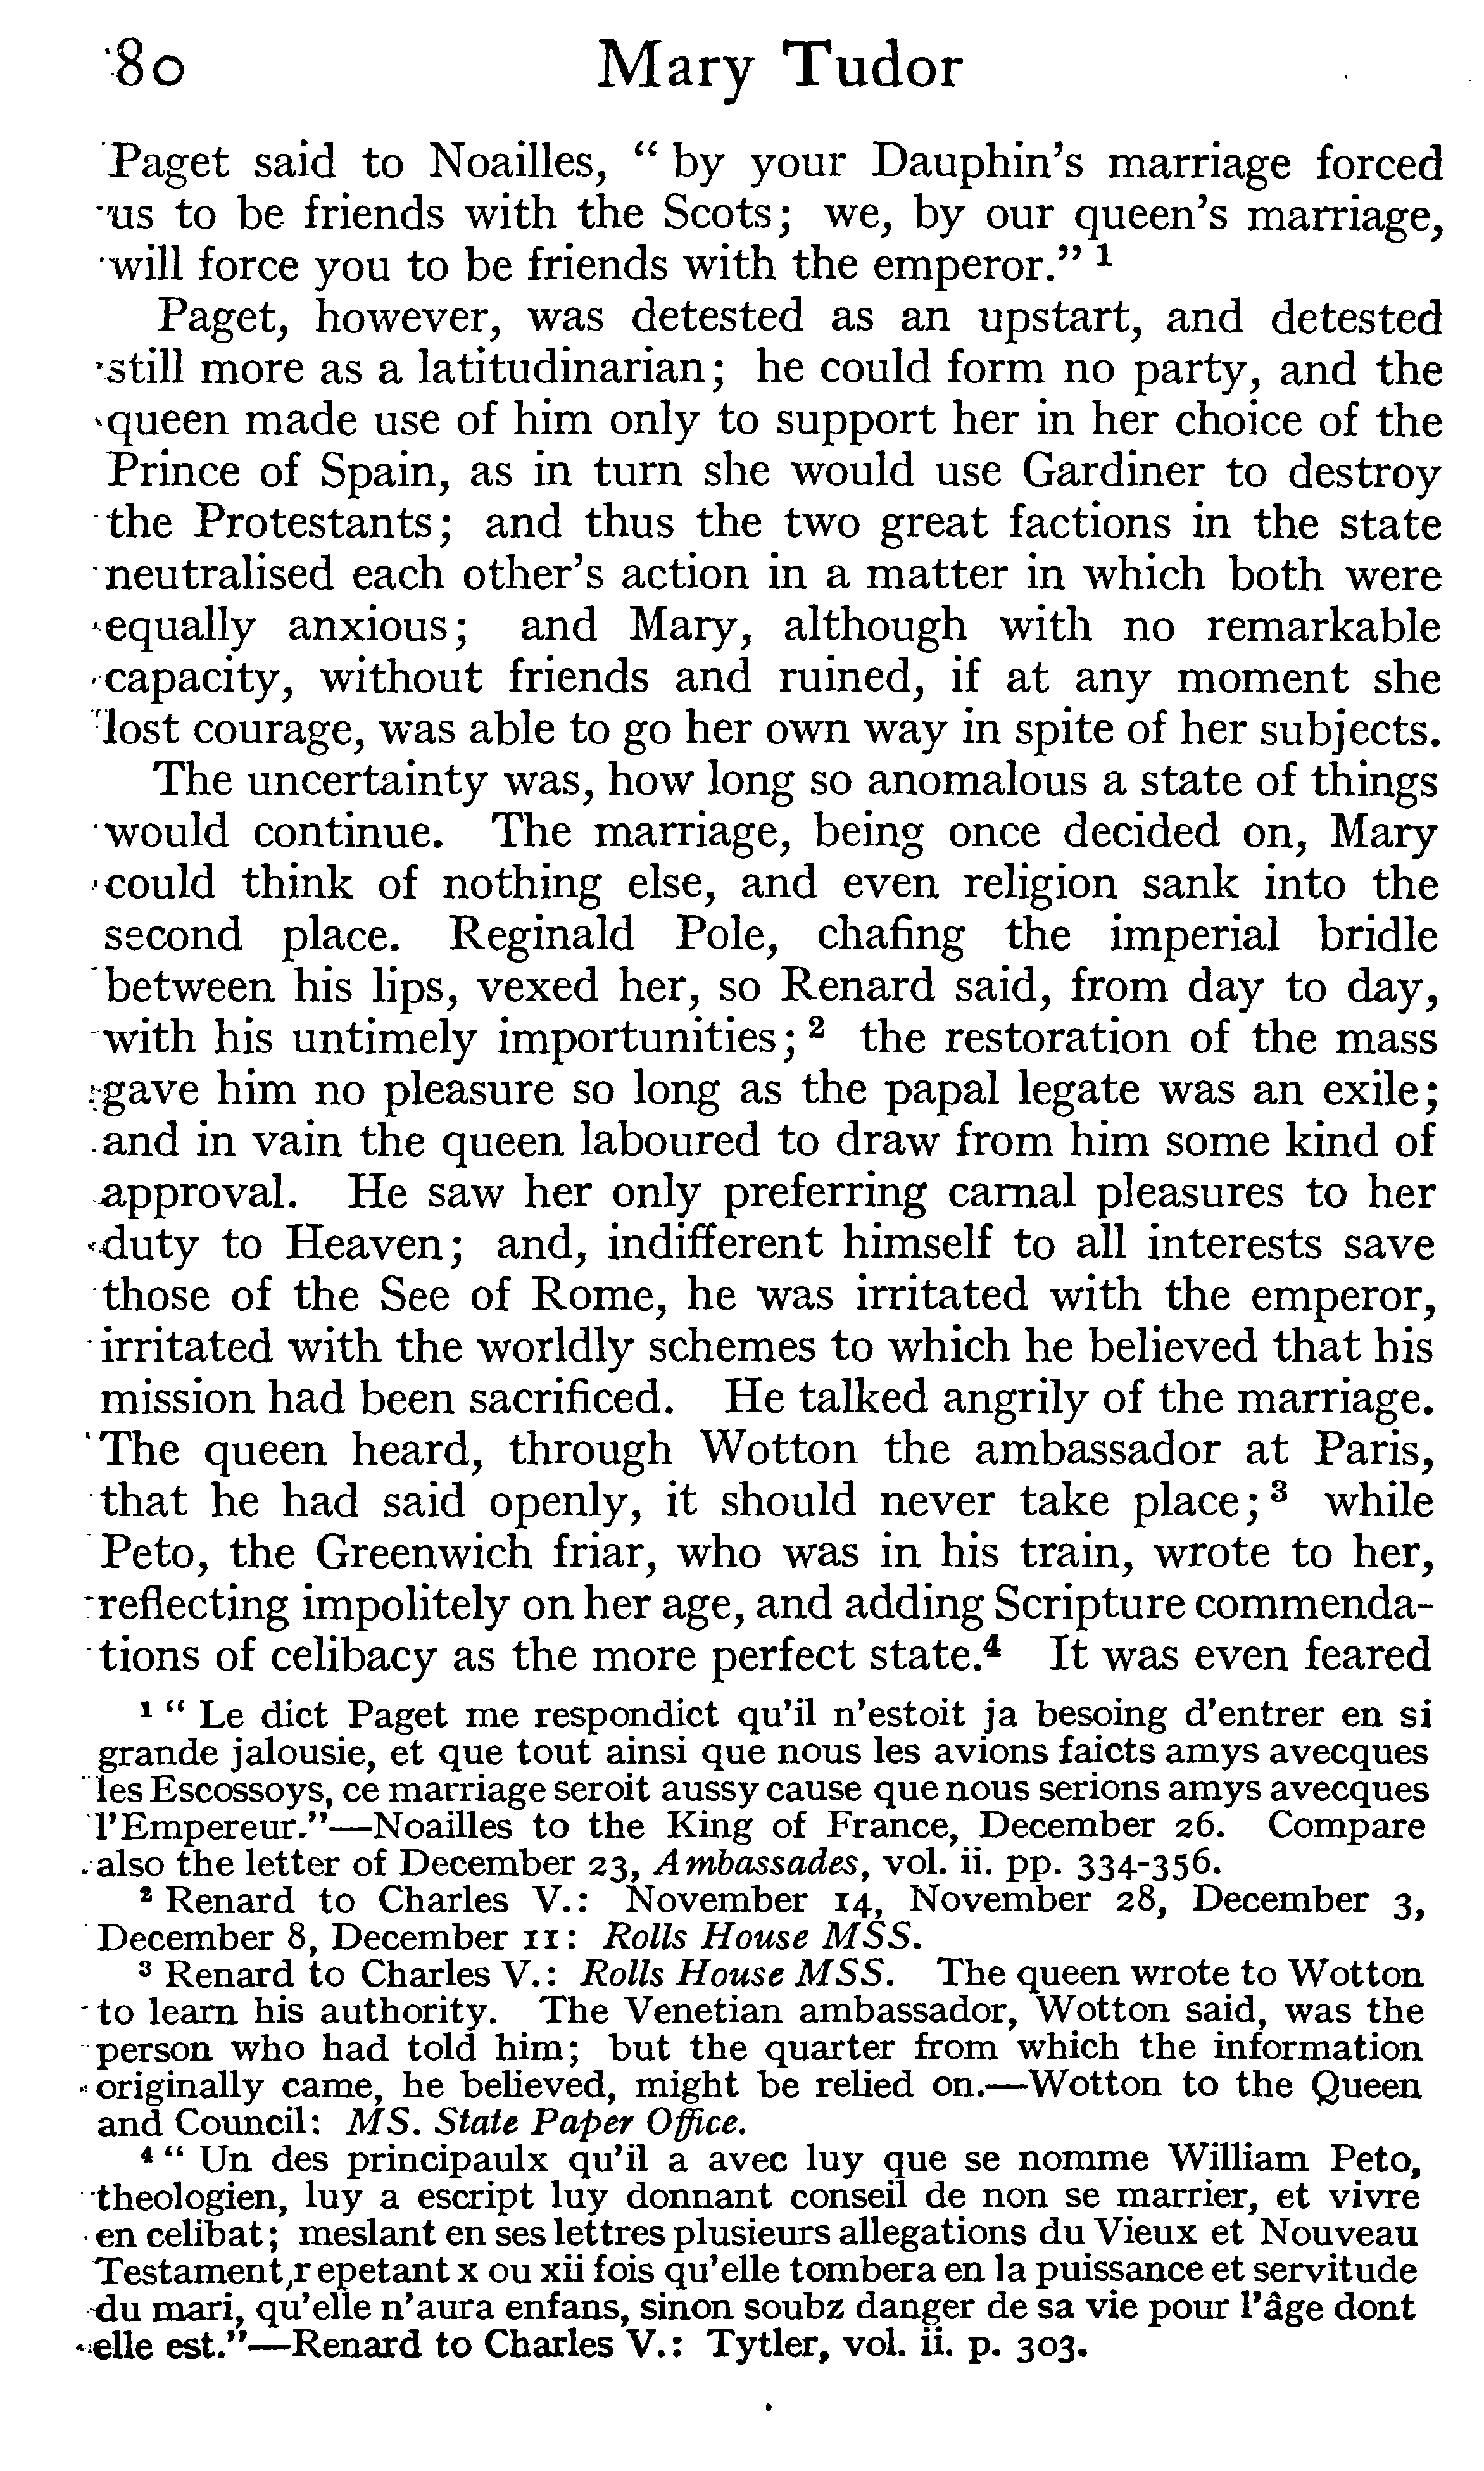 80 Mary Tudor
Paget said to Noailles, “ by your Dauphin's marriage forced
us to be friends with the Scots; we, by our queen's marriage,
will force you to be friends with the emperor.” 1
Paget, however, was detested as an upstart, and detested
still more as a latitudinarian; he could form no party, and the
queen made use of him only to support her in her choice of the
Prince of Spain, as in turn she would use Gardiner to destroy
the Protestants; and thus the two great factions in the state
neutralised each other's action in a matter in which both were
equally anxious; and Mary, although with no remarkable
capacity, without friends and ruined, if at any moment she
lost courage, was able to go her own way in spite of her subjects.
The uncertainty was, how long so anomalous a state of things
would continue. The marriage, being once decided on, Mary
could think of nothing else, and even religion sank into the
second place. Reginald Pole, chafing the imperial bridle
between his lips, vexed her, so Renard said, from day to day,
with his untimely importunities; 2 the restoration of the mass
gave him no pleasure so long as the papal legate was an exile;
and in vain the queen laboured to draw from him some kind of
approval. He saw her only preferring carnal pleasures to her
duty to Heaven; and, indifferent himself to all interests save
those of the See of Rome, he was irritated with the emperor,
irritated with the worldly schemes to which he believed that his
mission had been sacrificed. He talked angrily of the marriage.
The queen heard, through Wotton the ambassador at Paris,
that he had said openly, it should never take place; 3 while
Peto, the Greenwich friar, who was in his train, wrote to her,
reflecting impolitely on her age, and adding Scripture commenda-
tions of celibacy as the more perfect state.4 It was even feared
1 “ Le dict Paget me respondict qu'il n'estoit ja besoing d'entrer en si
grande jalousie, et que tout ainsi que nous les avions faicts amys avecques
les Escossoys, ce marriage seroit aussy cause que nous serions amys avecques
l'Empereur.”—Noailles to the King of France, December 26. Compare
also the letter of December 23, Ambassades, vol. ii. pp. 334-356.
2 Renard to Charles V.: November 14, November 28, December 3,
December 8, December 11: Rolls House MSS.
3 Renard to Charles V.: Rolls House MSS. The queen wrote to Wotton
to learn his authority. The Venetian ambassador, Wotton said, was the
person who had told him; but the quarter from which the information
originally came, he believed, might be relied on.—Wotton to the Queen
and Council: MS. State Paper Office.
4 “ Un des principaulx qu'il a avec luy que se nomme William Peto,
theologien, luy a escript luy donnant conseil de non se marrier, et vivre
en celibat; meslant en ses lettres plusieurs allegations du Vieux et Nouveau
Testament,r epetant x ou xii fois qu'elle tombera en la puissance et servitude
du mari, qu'elle n'aura enfans, sinon soubz danger de sa vie pour l'âge dont
elle est.”—Renard to Charles V.: Tytler, vol. ii. p. 303.